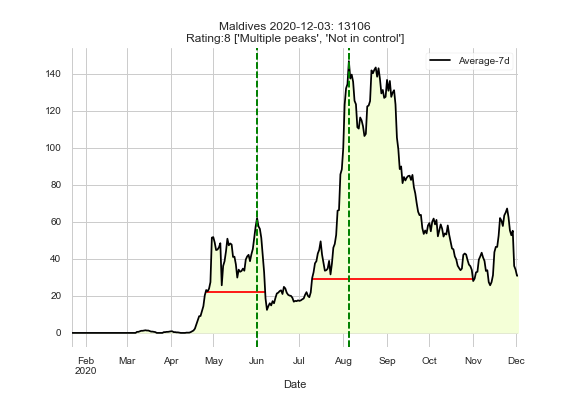 Maldives 2020-12-03: 13106
Rating:8 ['Multiple peaks', 'Not in control']
Average-7d
140
120
100
80
60
40
20
0
Feb Mar Apr May Jun Jul Aug Sep Oct Nov Dec
2020
Date